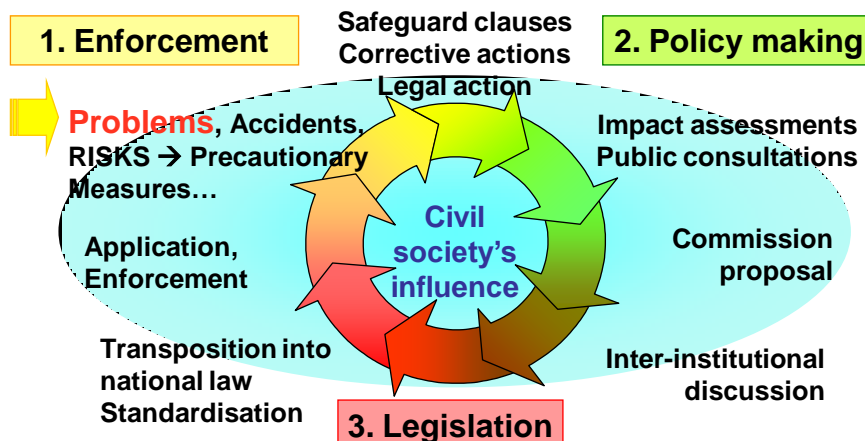 1. Enforcement
Safeguard clauses
Corrective actions
Legal action
2. Policy making
Problems, Accidents,
RISKS → Precautionary
Measures…
Impact assessments
Public consultations
Civil
society’s
influence
Application,
Enforcement
Commission
proposal
Transposition into
national law
Standardisation
Inter-institutional
discussion
3. Legislation